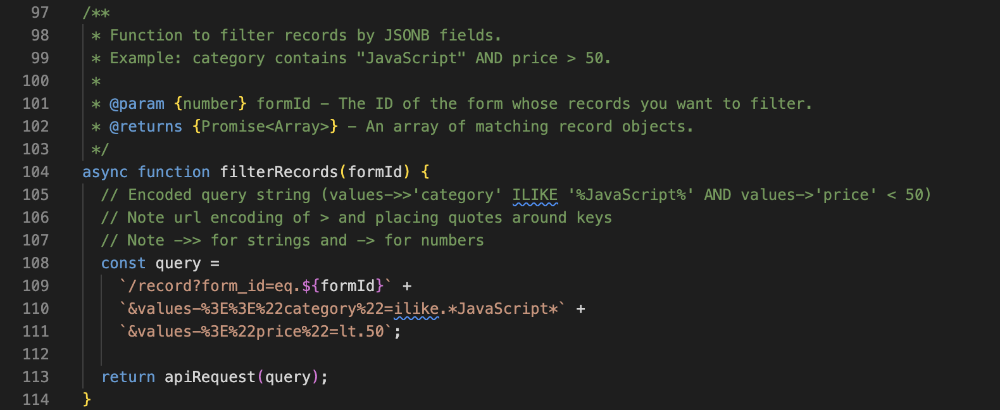 97 /**
98 * Function to filter records by JSONB fields.
99 * Example: category contains "JavaScript" AND price > 50.
100 *
101 * @param {number} formId - The ID of the form whose records you want to filter.
102 * @returns {Promise<Array>} - An array of matching record objects.
103 */
104 async function filterRecords(formId) {
105 // Encoded query string (values->>'category' ILIKE '%JavaScript%' AND values->'price' < 50)
106 // Note url encoding of > and placing quotes around keys
107 // Note ->> for strings and -> for numbers
108 const query =
109 `/record?form_id=eq.${formId}` +
110 `&values-%3E%3E%22category%22=ilike.*JavaScript*` +
111 `&values-%3E%22price%22=lt.50`;
112
113 return apiRequest(query);
114 }